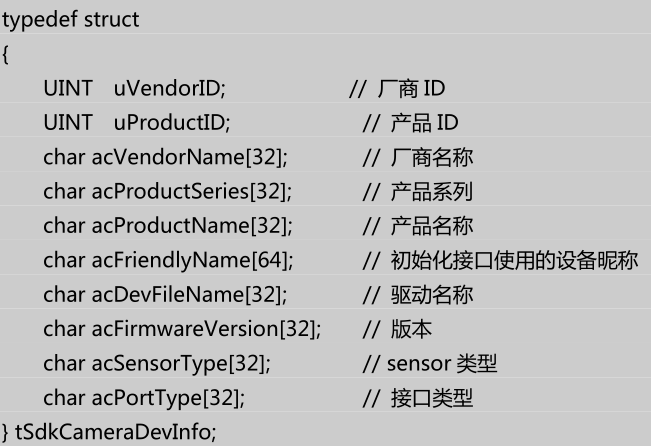 typedef struct
{
UINT uVendorID; // 厂商 ID
UINT uProductID; // 产品 ID
char acVendorName[32]; // 厂商名称
char acProductSeries[32]; // 产品系列
char acProductName[32]; // 产品名称
char acFriendlyName[64]; // 初始化接口使用的设备昵称
char acDevFileName[32]; // 驱动名称
char acFirmwareVersion[32]; // 版本
char acSensorType[32]; // sensor 类型
char acPortType[32]; // 接口类型
} tSdkCameraDevInfo;